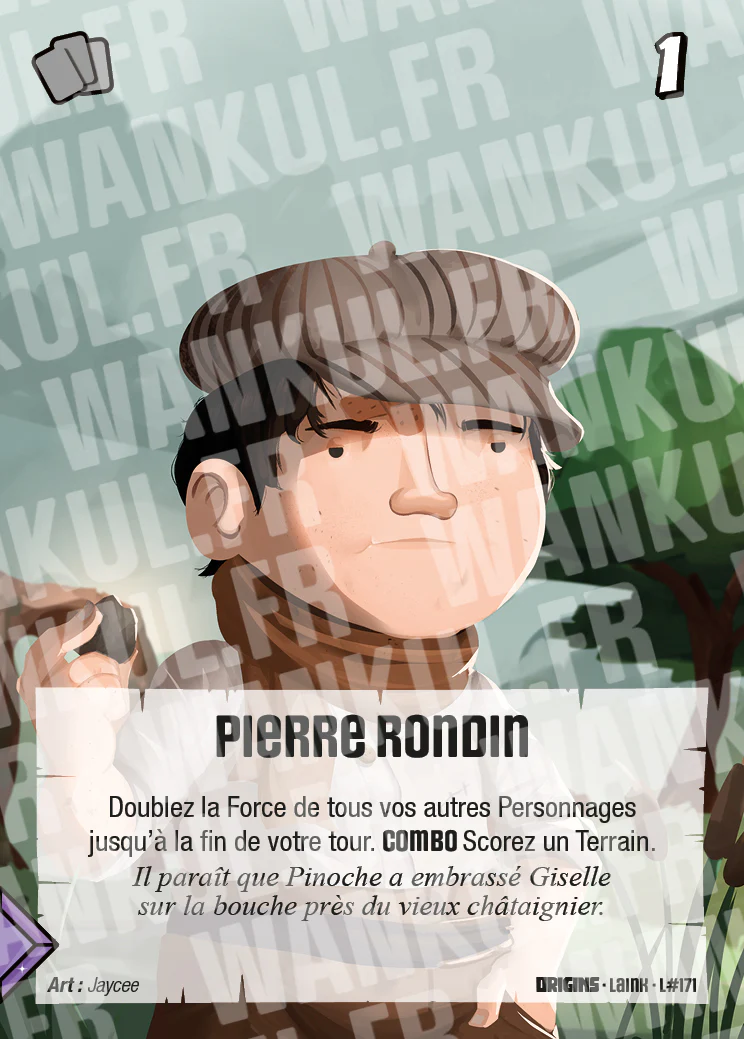 1
PIERRE RONDIN
Doublez la Force de tous vos autres Personnages
jusqu'à la fin de votre tour. COMBO Scorez un Terrain.
Il paraît que Pinoche a embrassé Giselle
sur la bouche près du vieux châtaignier.
Art : Jaycee
ORIGINS · LAINK · L#171
WANKUL.FR